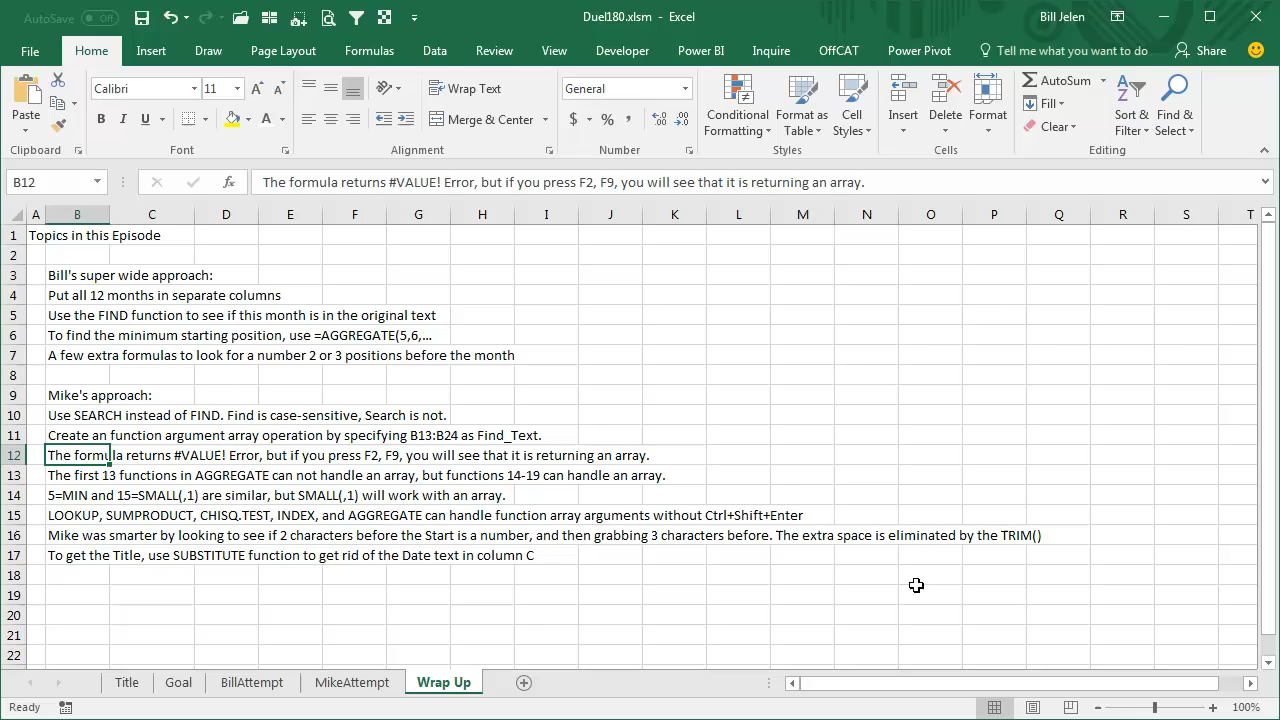 AutoSave Off
Duel180.xlsm - Excel
Bill Jelen
File Home Insert Draw Page Layout Formulas Data Review View Developer Power BI Inquire OffCAT Power Pivot Tell me what you want to do Share
Paste
Clipboard
Calibri 11
B I U A
Font
Wrap Text
Merge & Center
Alignment
General
$ % ,
Number
Conditional Formatting
Format as Table
Cell Styles
Styles
Insert Delete Format
Cells
AutoSum
Fill
Clear
Sort & Filter
Find & Select
Editing
B12 fx The formula returns #VALUE! Error, but if you press F2, F9, you will see that it is returning an array.
A B C D E F G H I J K L M N O P Q R S T
1 Topics in this Episode
2
3 Bill's super wide approach:
4 Put all 12 months in separate columns
5 Use the FIND function to see if this month is in the original text
6 To find the minimum starting position, use =AGGREGATE(5,6,…
7 A few extra formulas to look for a number 2 or 3 positions before the month
8
9 Mike's approach:
10 Use SEARCH instead of FIND. Find is case-sensitive, Search is not.
11 Create an function argument array operation by specifying B13:B24 as Find_Text.
12 The formula returns #VALUE! Error, but if you press F2, F9, you will see that it is returning an array.
13 The first 13 functions in AGGREGATE can not handle an array, but functions 14-19 can handle an array.
14 5=MIN and 15=SMALL(,1) are similar, but SMALL(,1) will work with an array.
15 LOOKUP, SUMPRODUCT, CHISQ.TEST, INDEX, and AGGREGATE can handle function array arguments without Ctrl+Shift+Enter
16 Mike was smarter by looking to see if 2 characters before the Start is a number, and then grabbing 3 characters before. The extra space is eliminated by the TRIM()
17 To get the Title, use SUBSTITUTE function to get rid of the Date text in column C
18
19
20
21
22
Title Goal BillAttempt MikeAttempt Wrap Up
Ready
100%